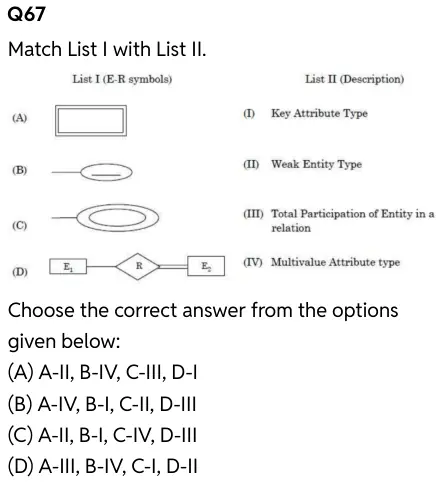 Q67
Match List I with List II.
List I (E-R symbols) List II (Description)
(A) (I) Key Attribute Type
(B) (II) Weak Entity Type
(C) (III) Total Participation of Entity in a
relation
(D) E₁ R E₂ (IV) Multivalue Attribute type
Choose the correct answer from the options
given below:
(A) A-II, B-IV, C-III, D-I
(B) A-IV, B-I, C-II, D-III
(C) A-II, B-I, C-IV, D-III
(D) A-III, B-IV, C-I, D-II